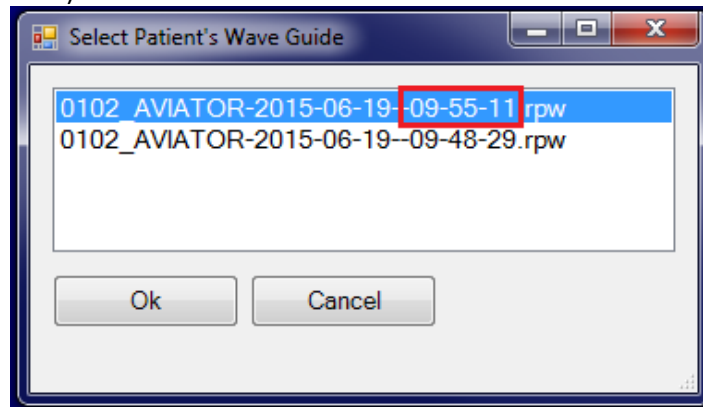 Select Patient's Wave Guide
0102_AVIATOR-2015-06-19--09-55-11.rpw
0102_AVIATOR-2015-06-19--09-48-29.rpw
Ok Cancel